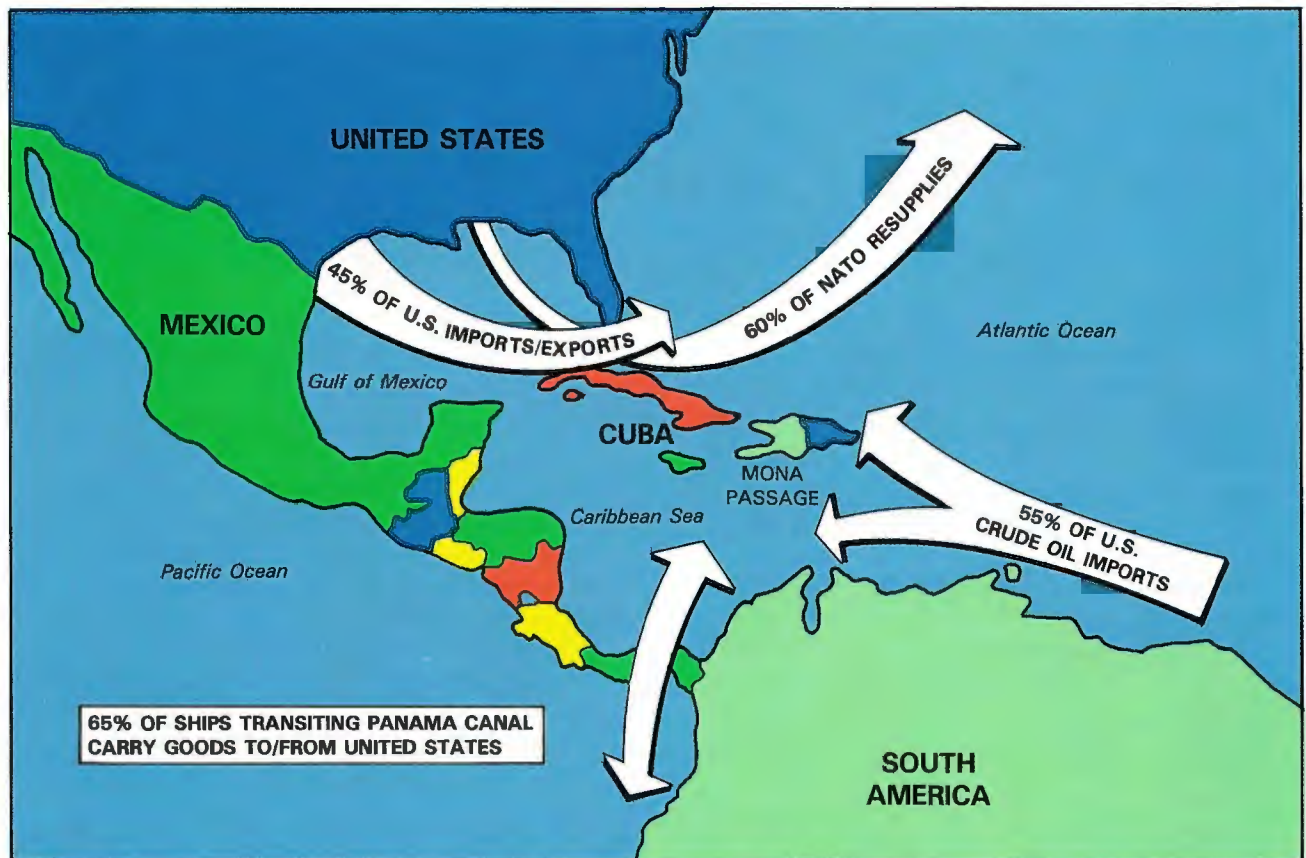 UNITED STATES
60% OF NATO RESUPPLIES
45% OF U.S. IMPORTS/EXPORTS
MEXICO
Atlantic Ocean
Gulf of Mexico
CUBA
MONA
PASSAGE
Caribbean Sea
55% OF U.S.
CRUDE OIL IMPORTS
Pacific Ocean
65% OF SHIPS TRANSITING PANAMA CANAL
CARRY GOODS TO/FROM UNITED STATES
SOUTH
AMERICA